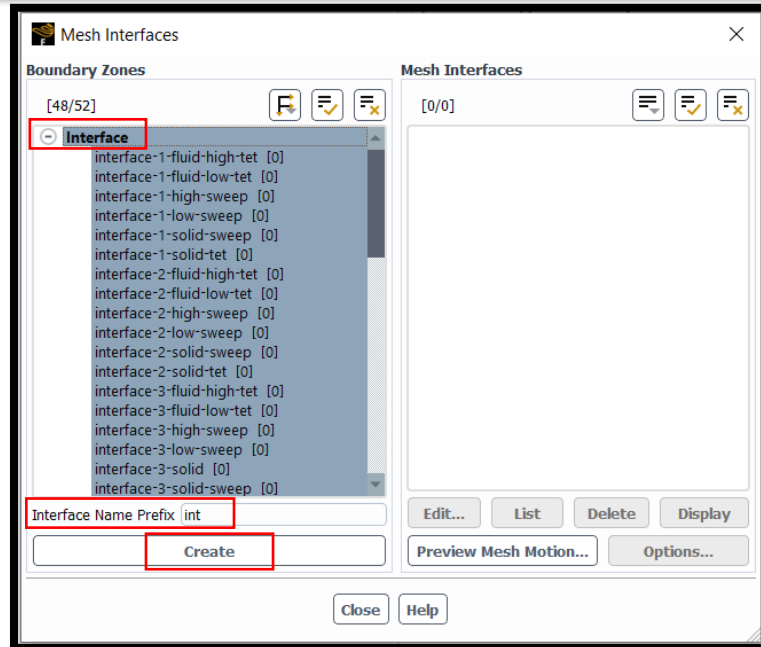 Mesh Interfaces
Boundary Zones
[48/52]
Interface
interface-1-fluid-high-tet [0]
interface-1-fluid-low-tet [0]
interface-1-high-sweep [0]
interface-1-low-sweep [0]
interface-1-solid-sweep [0]
interface-1-solid-tet [0]
interface-2-fluid-high-tet [0]
interface-2-fluid-low-tet [0]
interface-2-high-sweep [0]
interface-2-low-sweep [0]
interface-2-solid-sweep [0]
interface-2-solid-tet [0]
interface-3-fluid-high-tet [0]
interface-3-fluid-low-tet [0]
interface-3-high-sweep [0]
interface-3-low-sweep [0]
interface-3-solid [0]
interface-3-solid-sweep [0]
Interface Name Prefix int
Create
Mesh Interfaces
[0/0]
Edit... List Delete Display
Preview Mesh Motion... Options...
Close Help